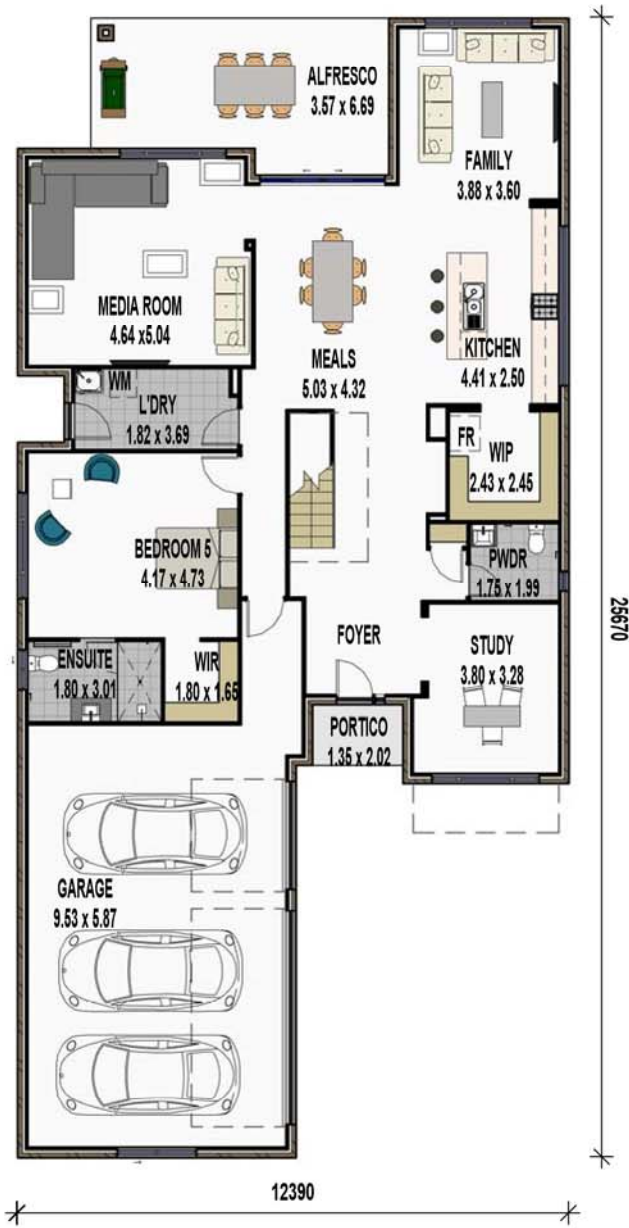 ALFRESCO
3.57 x 6.69
FAMILY
3.88 x 3.60
MEDIA ROOM
4.64 x5.04
MEALS
5.03 x 4.32
KITCHEN
4.41 x 2.50
WM
L'DRY
1.82 x 3.69
FR
WIP
2.43 x 2.45
BEDROOM 5
4.17 x 4.73
PWDR
1.75 x 1.99
ENSUITE
1.80 x 3.01
WIR
1.80 x 1.65
FOYER
STUDY
3.80 x 3.28
PORTICO
1.35 x 2.02
GARAGE
9.53 x 5.87
25670
12390